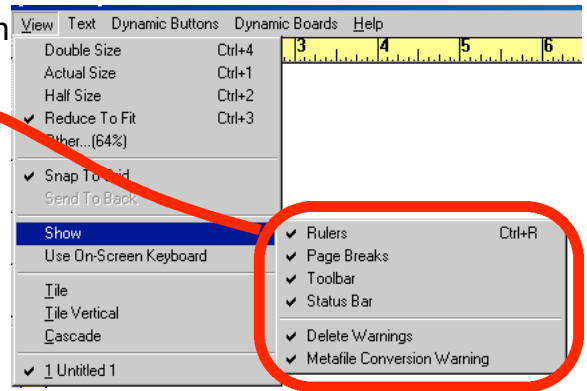 n
View Text Dynamic Buttons Dynamic Boards Help
3 4 5 6
Double Size Ctrl+4
Actual Size Ctrl+1
Half Size Ctrl+2
Reduce To Fit Ctrl+3
Other...(64%)
Snap To Grid
Send To Back
Show
Use On-Screen Keyboard
Tile
Tile Vertical
Cascade
1 Untitled 1
Rulers Ctrl+R
Page Breaks
Toolbar
Status Bar
Delete Warnings
Metafile Conversion Warning